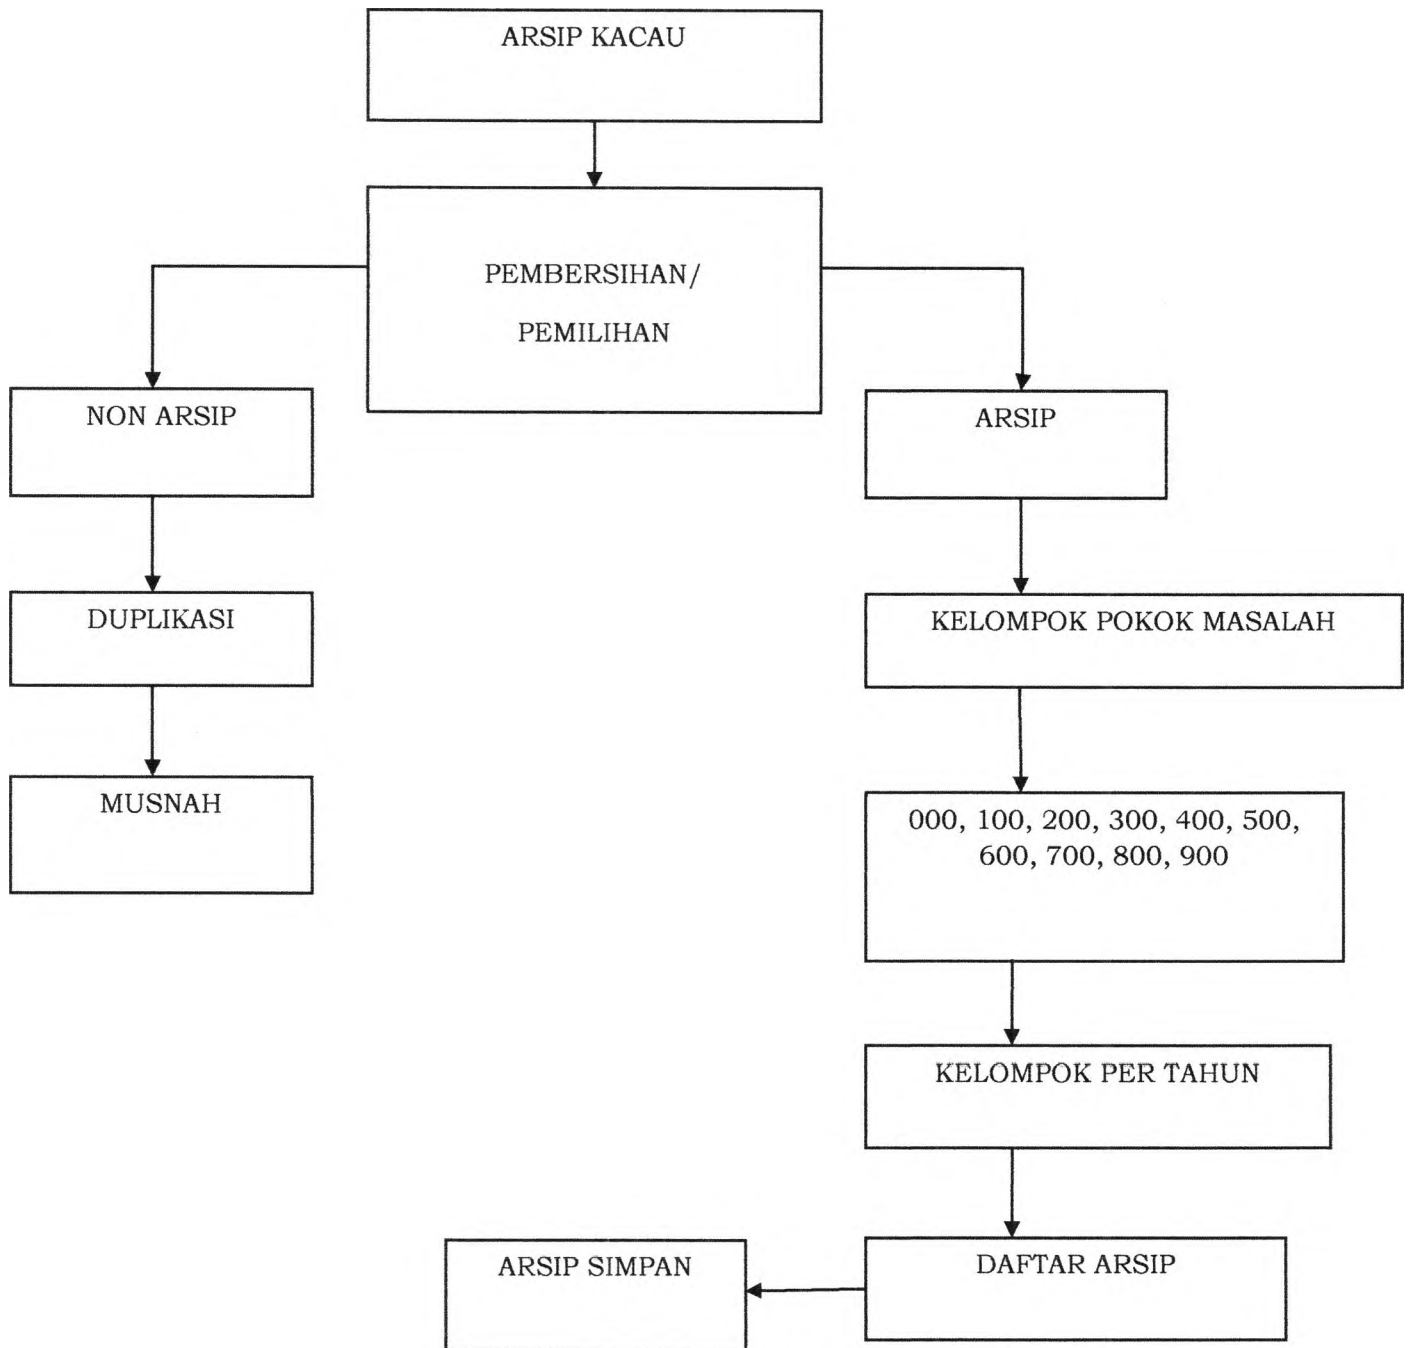 ARSIP KACAU
PEMBERSIHAN/
PEMILIHAN
NON ARSIP
ARSIP
DUPLIKASI
KELOMPOK POKOK MASALAH
MUSNAH
000, 100, 200, 300, 400, 500,
600, 700, 800, 900
KELOMPOK PER TAHUN
ARSIP SIMPAN
DAFTAR ARSIP